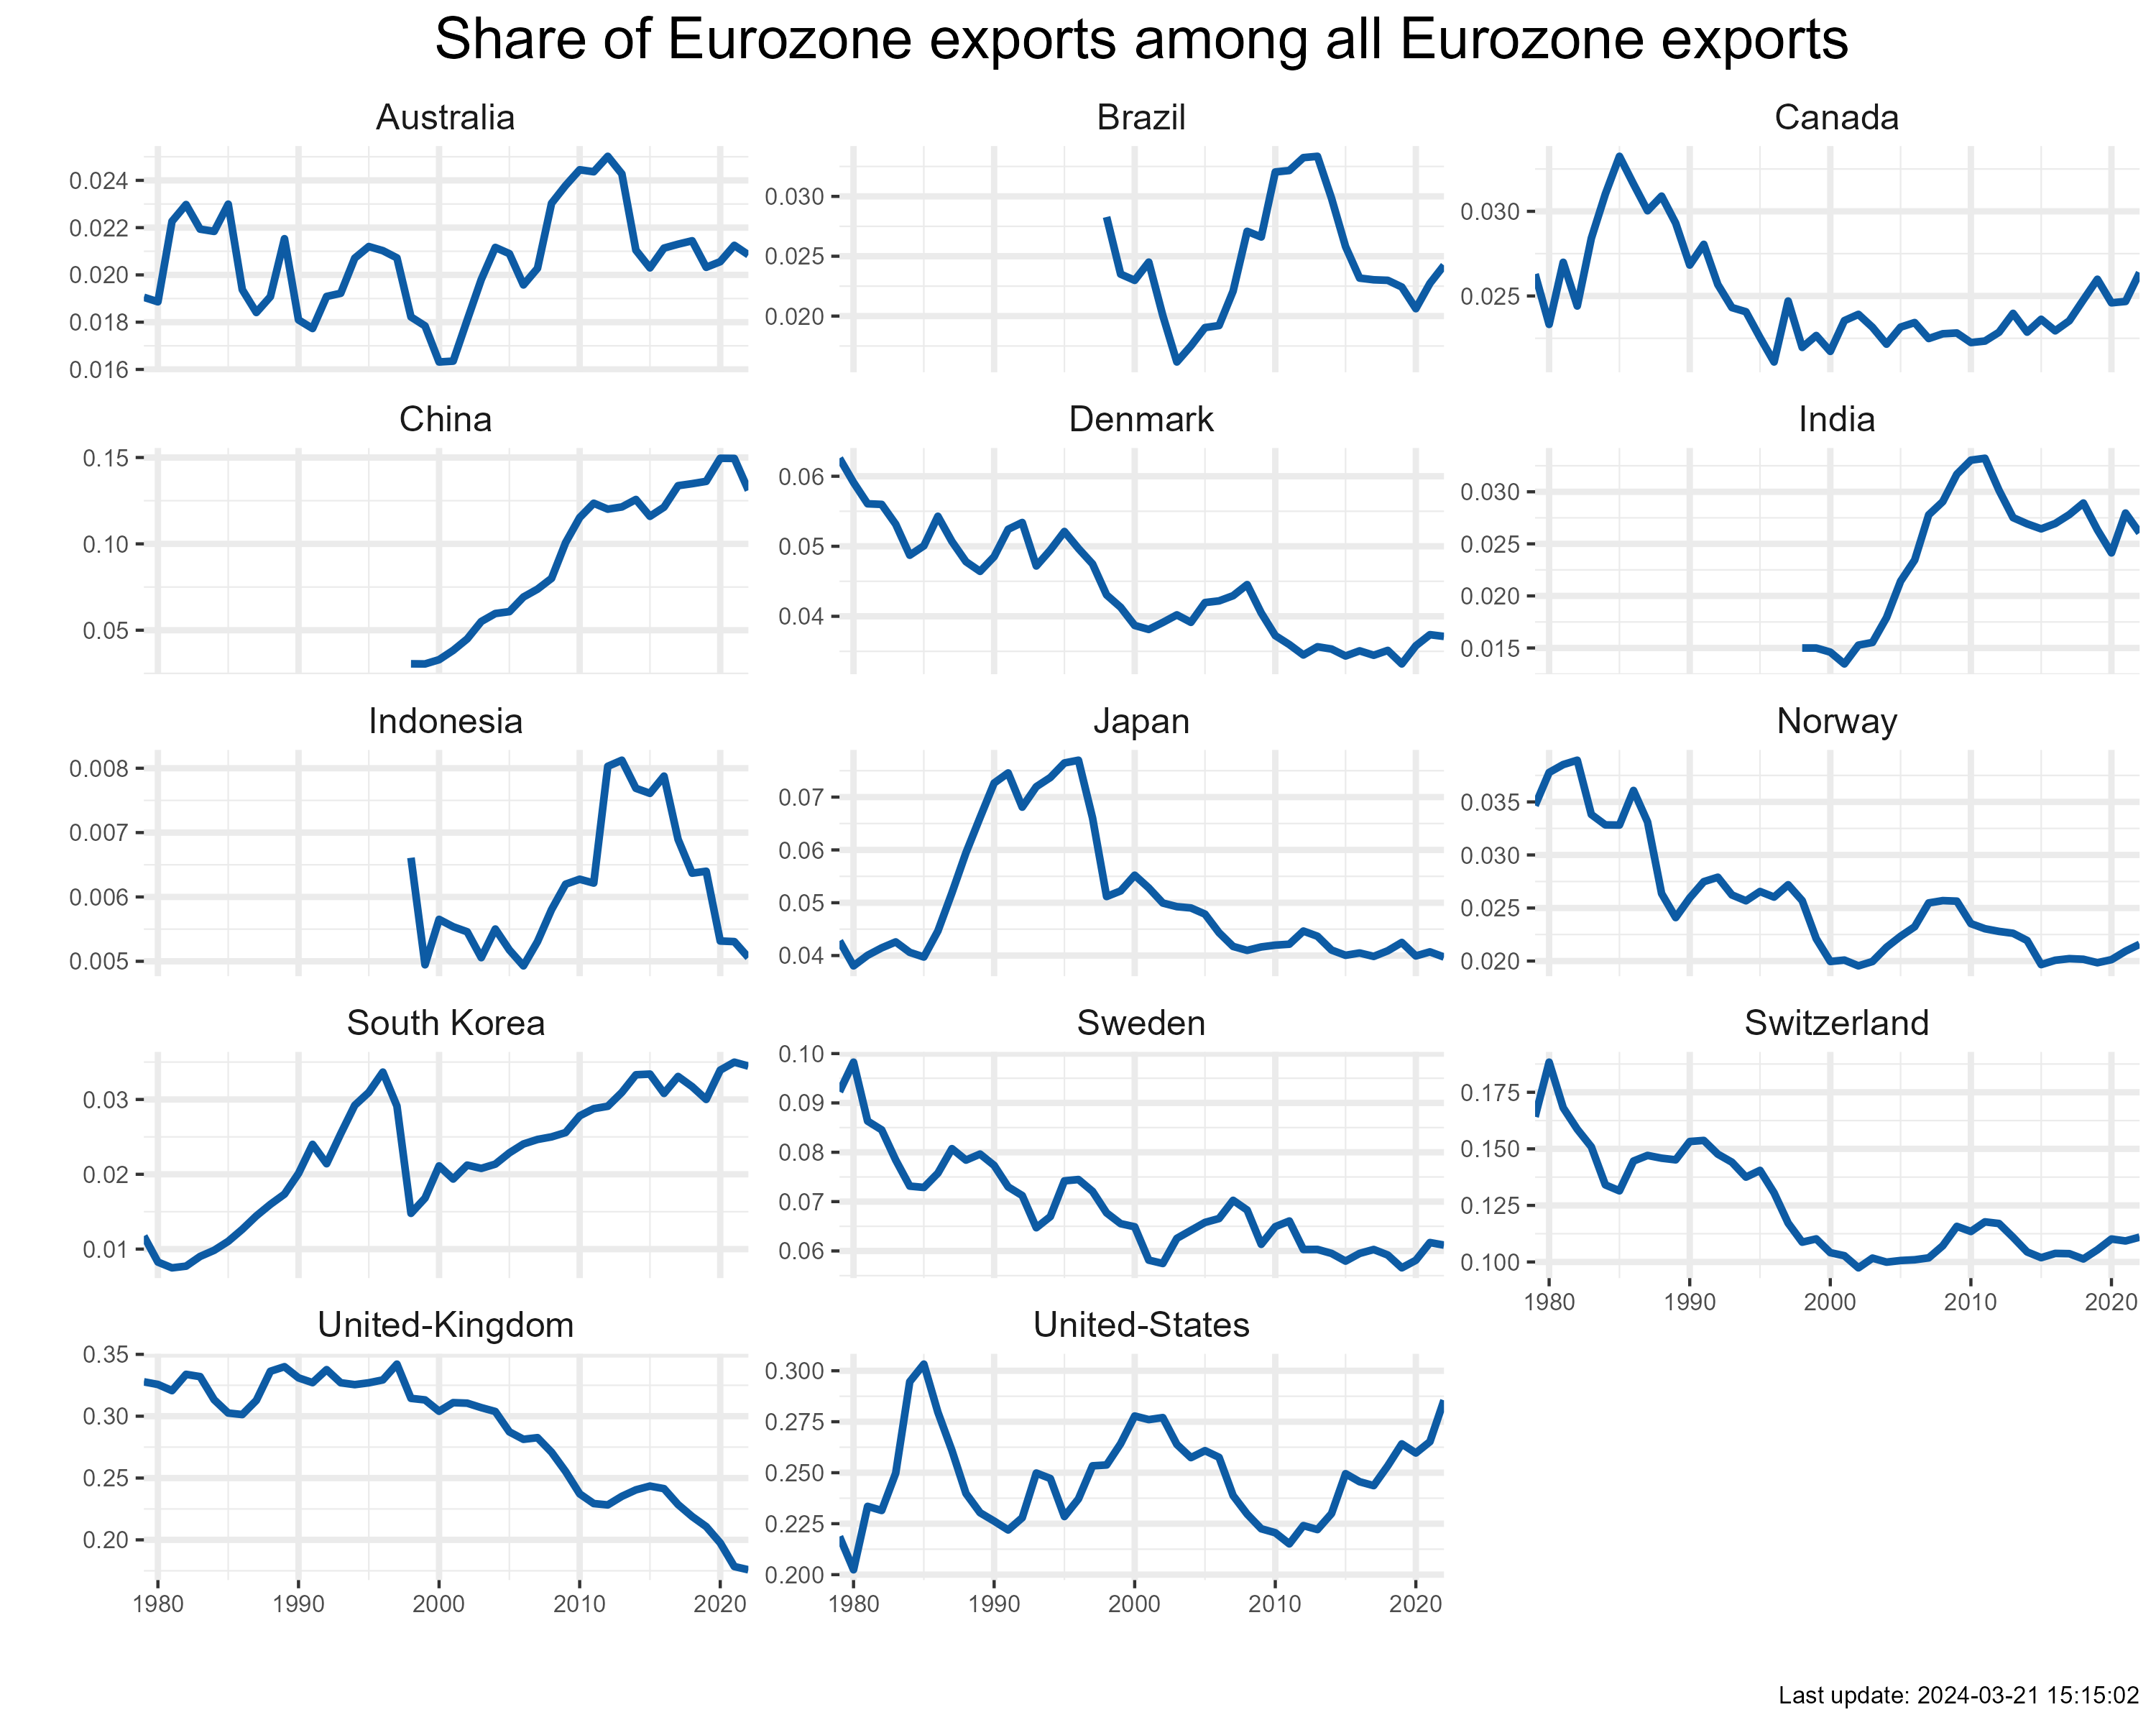 Share of Eurozone exports among all Eurozone exports
Australia
0.024
0.022
0.020
0.018
0.016
Brazil
0.030
0.025
0.020
Canada
0.030
0.025
China
0.15
0.10
0.05
Denmark
0.06
0.05
0.04
India
0.030
0.025
0.020
0.015
Indonesia
0.008
0.007
0.006
0.005
Japan
0.07
0.06
0.05
0.04
Norway
0.035
0.030
0.025
0.020
South Korea
0.03
0.02
0.01
Sweden
0.10
0.09
0.08
0.07
0.06
Switzerland
0.175
0.150
0.125
0.100
1980 1990 2000 2010 2020
United-Kingdom
0.35
0.30
0.25
0.20
1980 1990 2000 2010 2020
United-States
0.300
0.275
0.250
0.225
0.200
1980 1990 2000 2010 2020
Last update: 2024-03-21 15:15:02